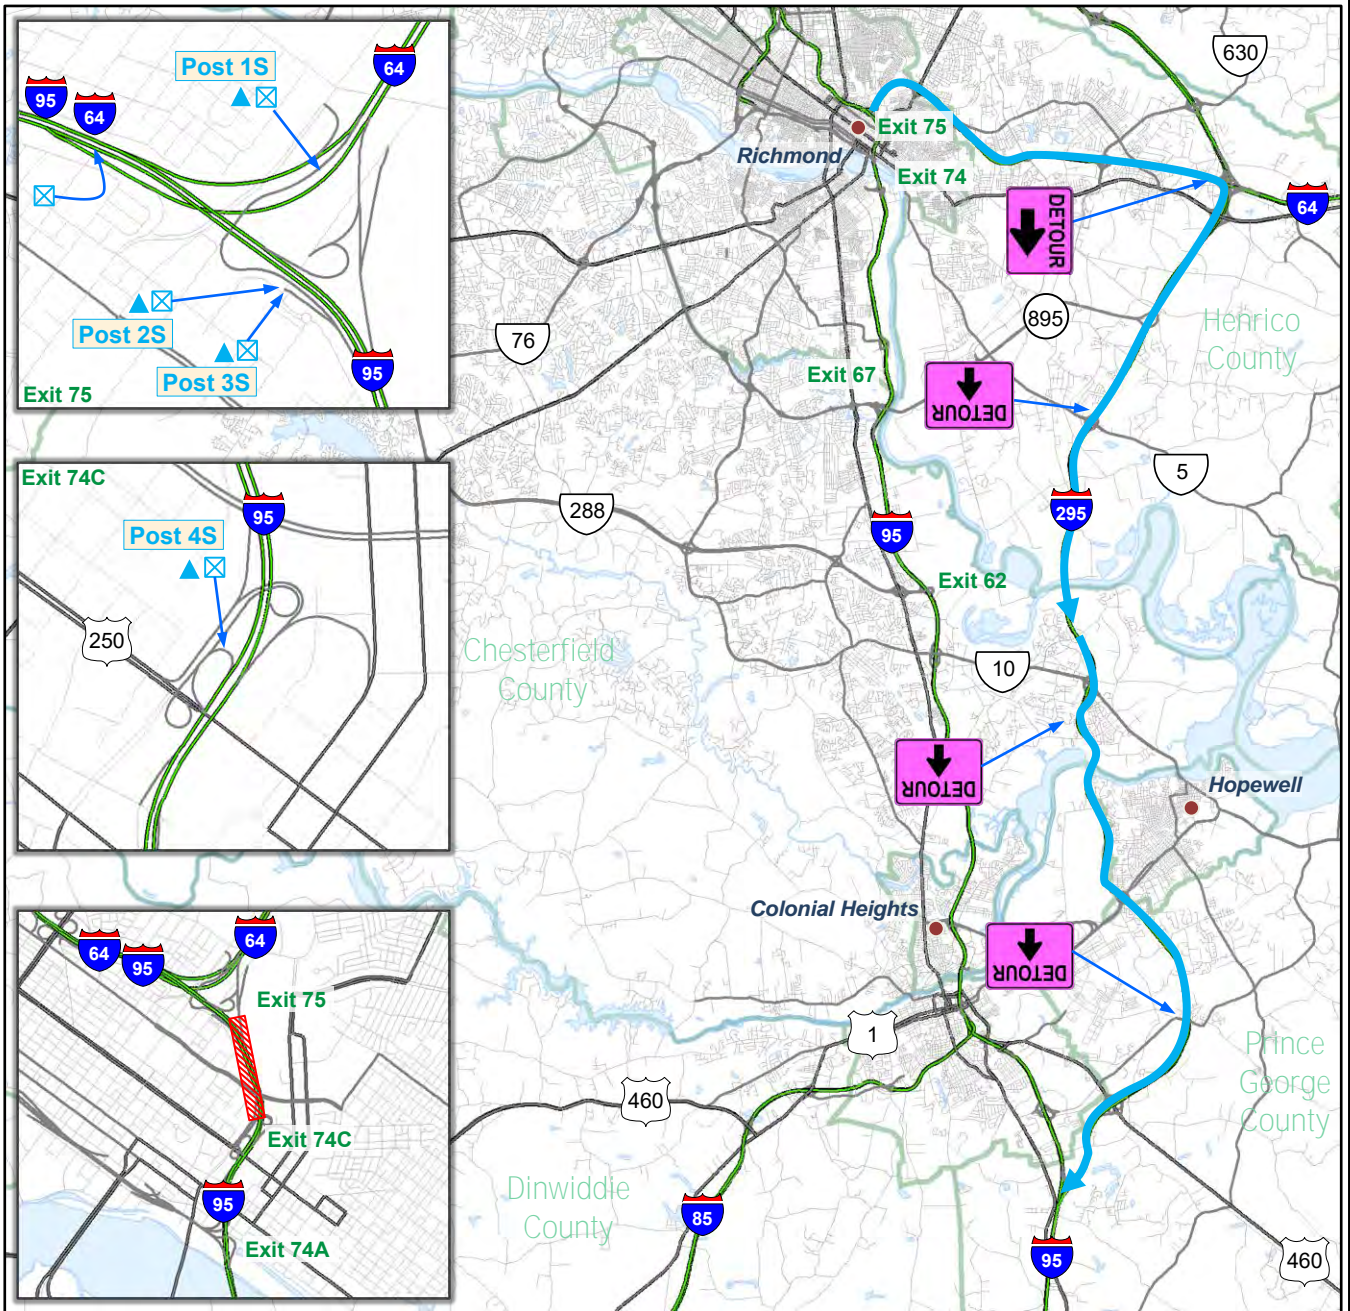 Post 1S
64
95
64
Post 2S
Post 3S
95
Exit 75
Exit 74C
95
Post 4S
250
64
95
64
Exit 75
Exit 74C
95
Exit 74A
630
Exit 75
Richmond
Exit 74
DETOUR
64
895
Henrico
County
76
Exit 67
DETOUR
5
288
295
95
Exit 62
Chesterfield
County
10
DETOUR
Hopewell
Colonial Heights
DETOUR
1
Prince
George
County
460
Dinwiddie
County
85
95
460